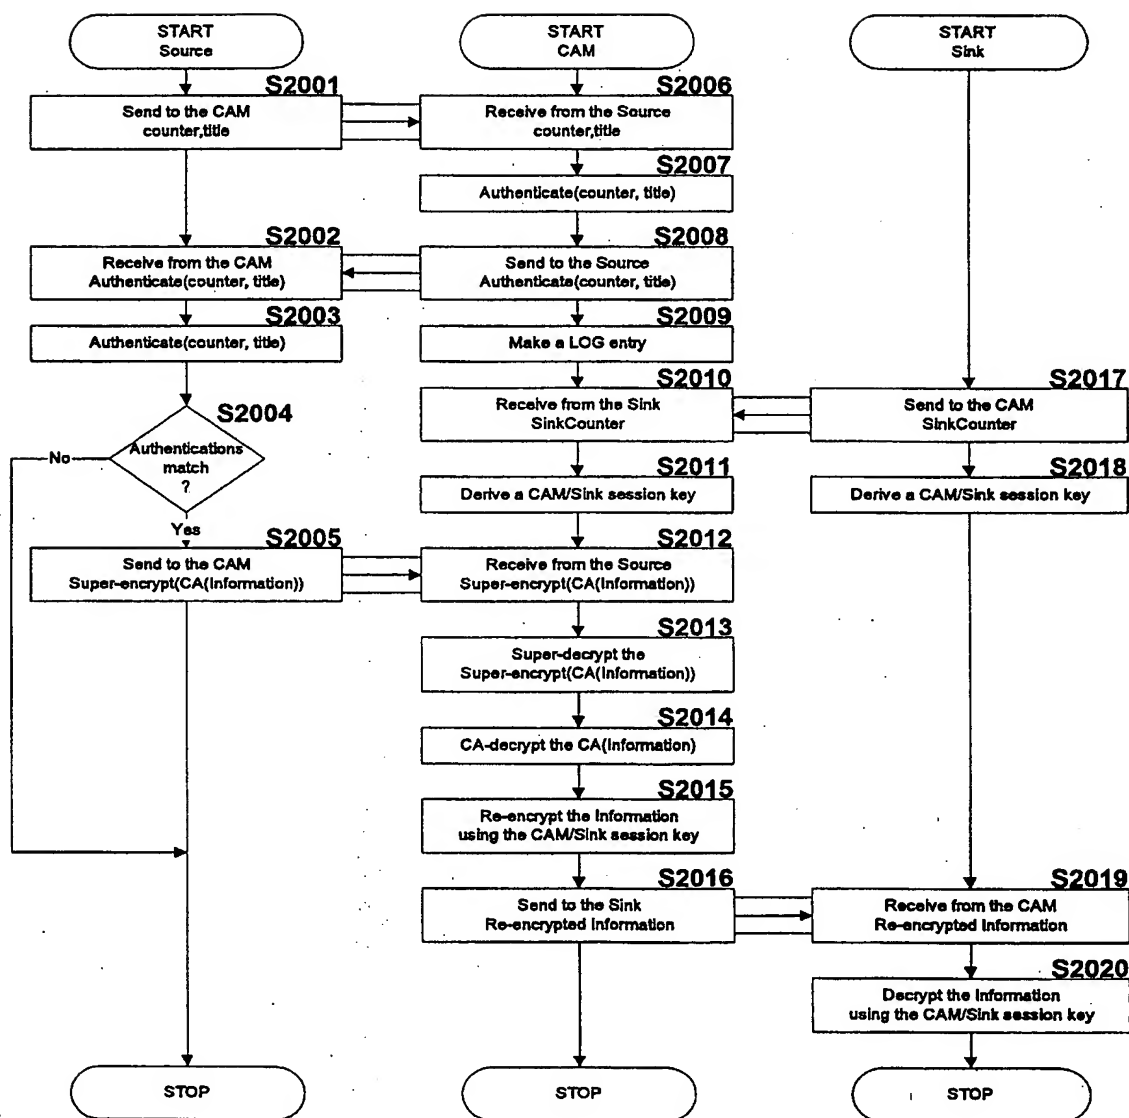 START
Source
S2001
Send to the CAM
counter,title
S2002
Receive from the CAM
Authenticate(counter, title)
S2003
Authenticate(counter, title)
S2004
Authentications
match
?
No
Yes
S2005
Send to the CAM
Super-encrypt(CA(Information))
STOP
START
CAM
S2006
Receive from the Source
counter,title
S2007
Authenticate(counter, title)
S2008
Send to the Source
Authenticate(counter, title)
S2009
Make a LOG entry
S2010
Receive from the Sink
SinkCounter
S2011
Derive a CAM/Sink session key
S2012
Receive from the Source
Super-encrypt(CA(Information))
S2013
Super-decrypt the
Super-encrypt(CA(Information))
S2014
CA-decrypt the CA(Information)
S2015
Re-encrypt the Information
using the CAM/Sink session key
S2016
Send to the Sink
Re-encrypted Information
STOP
START
Sink
S2017
Send to the CAM
SinkCounter
S2018
Derive a CAM/Sink session key
S2019
Receive from the CAM
Re-encrypted Information
S2020
Decrypt the Information
using the CAM/Sink session key
STOP